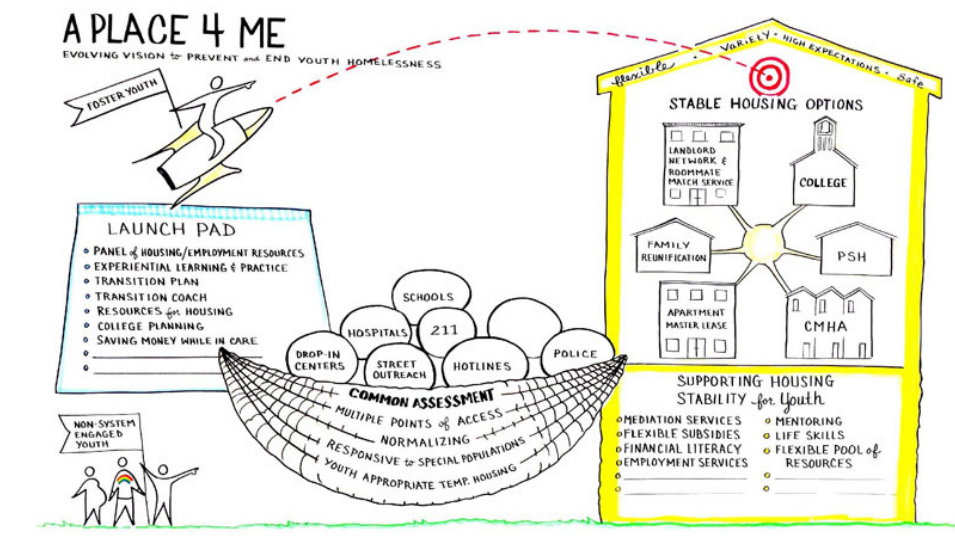 A PLACE 4 ME
EVOLVING VISION to PREVENT and END YOUTH HOMELESSNESS
FOSTER YOUTH
LAUNCH PAD
PANEL of HOUSING/EMPLOYMENT RESOURCES
EXPERIENTIAL LEARNING & PRACTICE
TRANSITION PLAN
TRANSITION COACH
RESOURCES for HOUSING
COLLEGE PLANNING
SAVING MONEY WHILE IN CARE
NON-SYSTEM
ENGAGED
YOUTH
SCHOOLS
HOSPITALS
211
DROP-IN
CENTERS
STREET
OUTREACH
HOTLINES
POLICE
COMMON ASSESSMENT
MULTIPLE POINTS of ACCESS
NORMALIZING
RESPONSIVE to SPECIAL POPULATIONS
YOUTH APPROPRIATE TEMP. HOUSING
flexible · VARIELY · HIGH EXPECTATIONS · Safe
STABLE HOUSING OPTIONS
LANDLORD
NETWORK &
ROOMMATE
MATCH SERVICE
COLLEGE
FAMILY
REUNIFICATION
PSH
APARTMENT
MASTER LEASE
CMHA
SUPPORTING HOUSING
STABILITY for Youth
MEDIATION SERVICES
FLEXIBLE SUBSIDIES
FINANCIAL LITERACY
EMPLOYMENT SERVICES
MENTORING
LIFE SKILLS
FLEXIBLE POOL of
RESOURCES